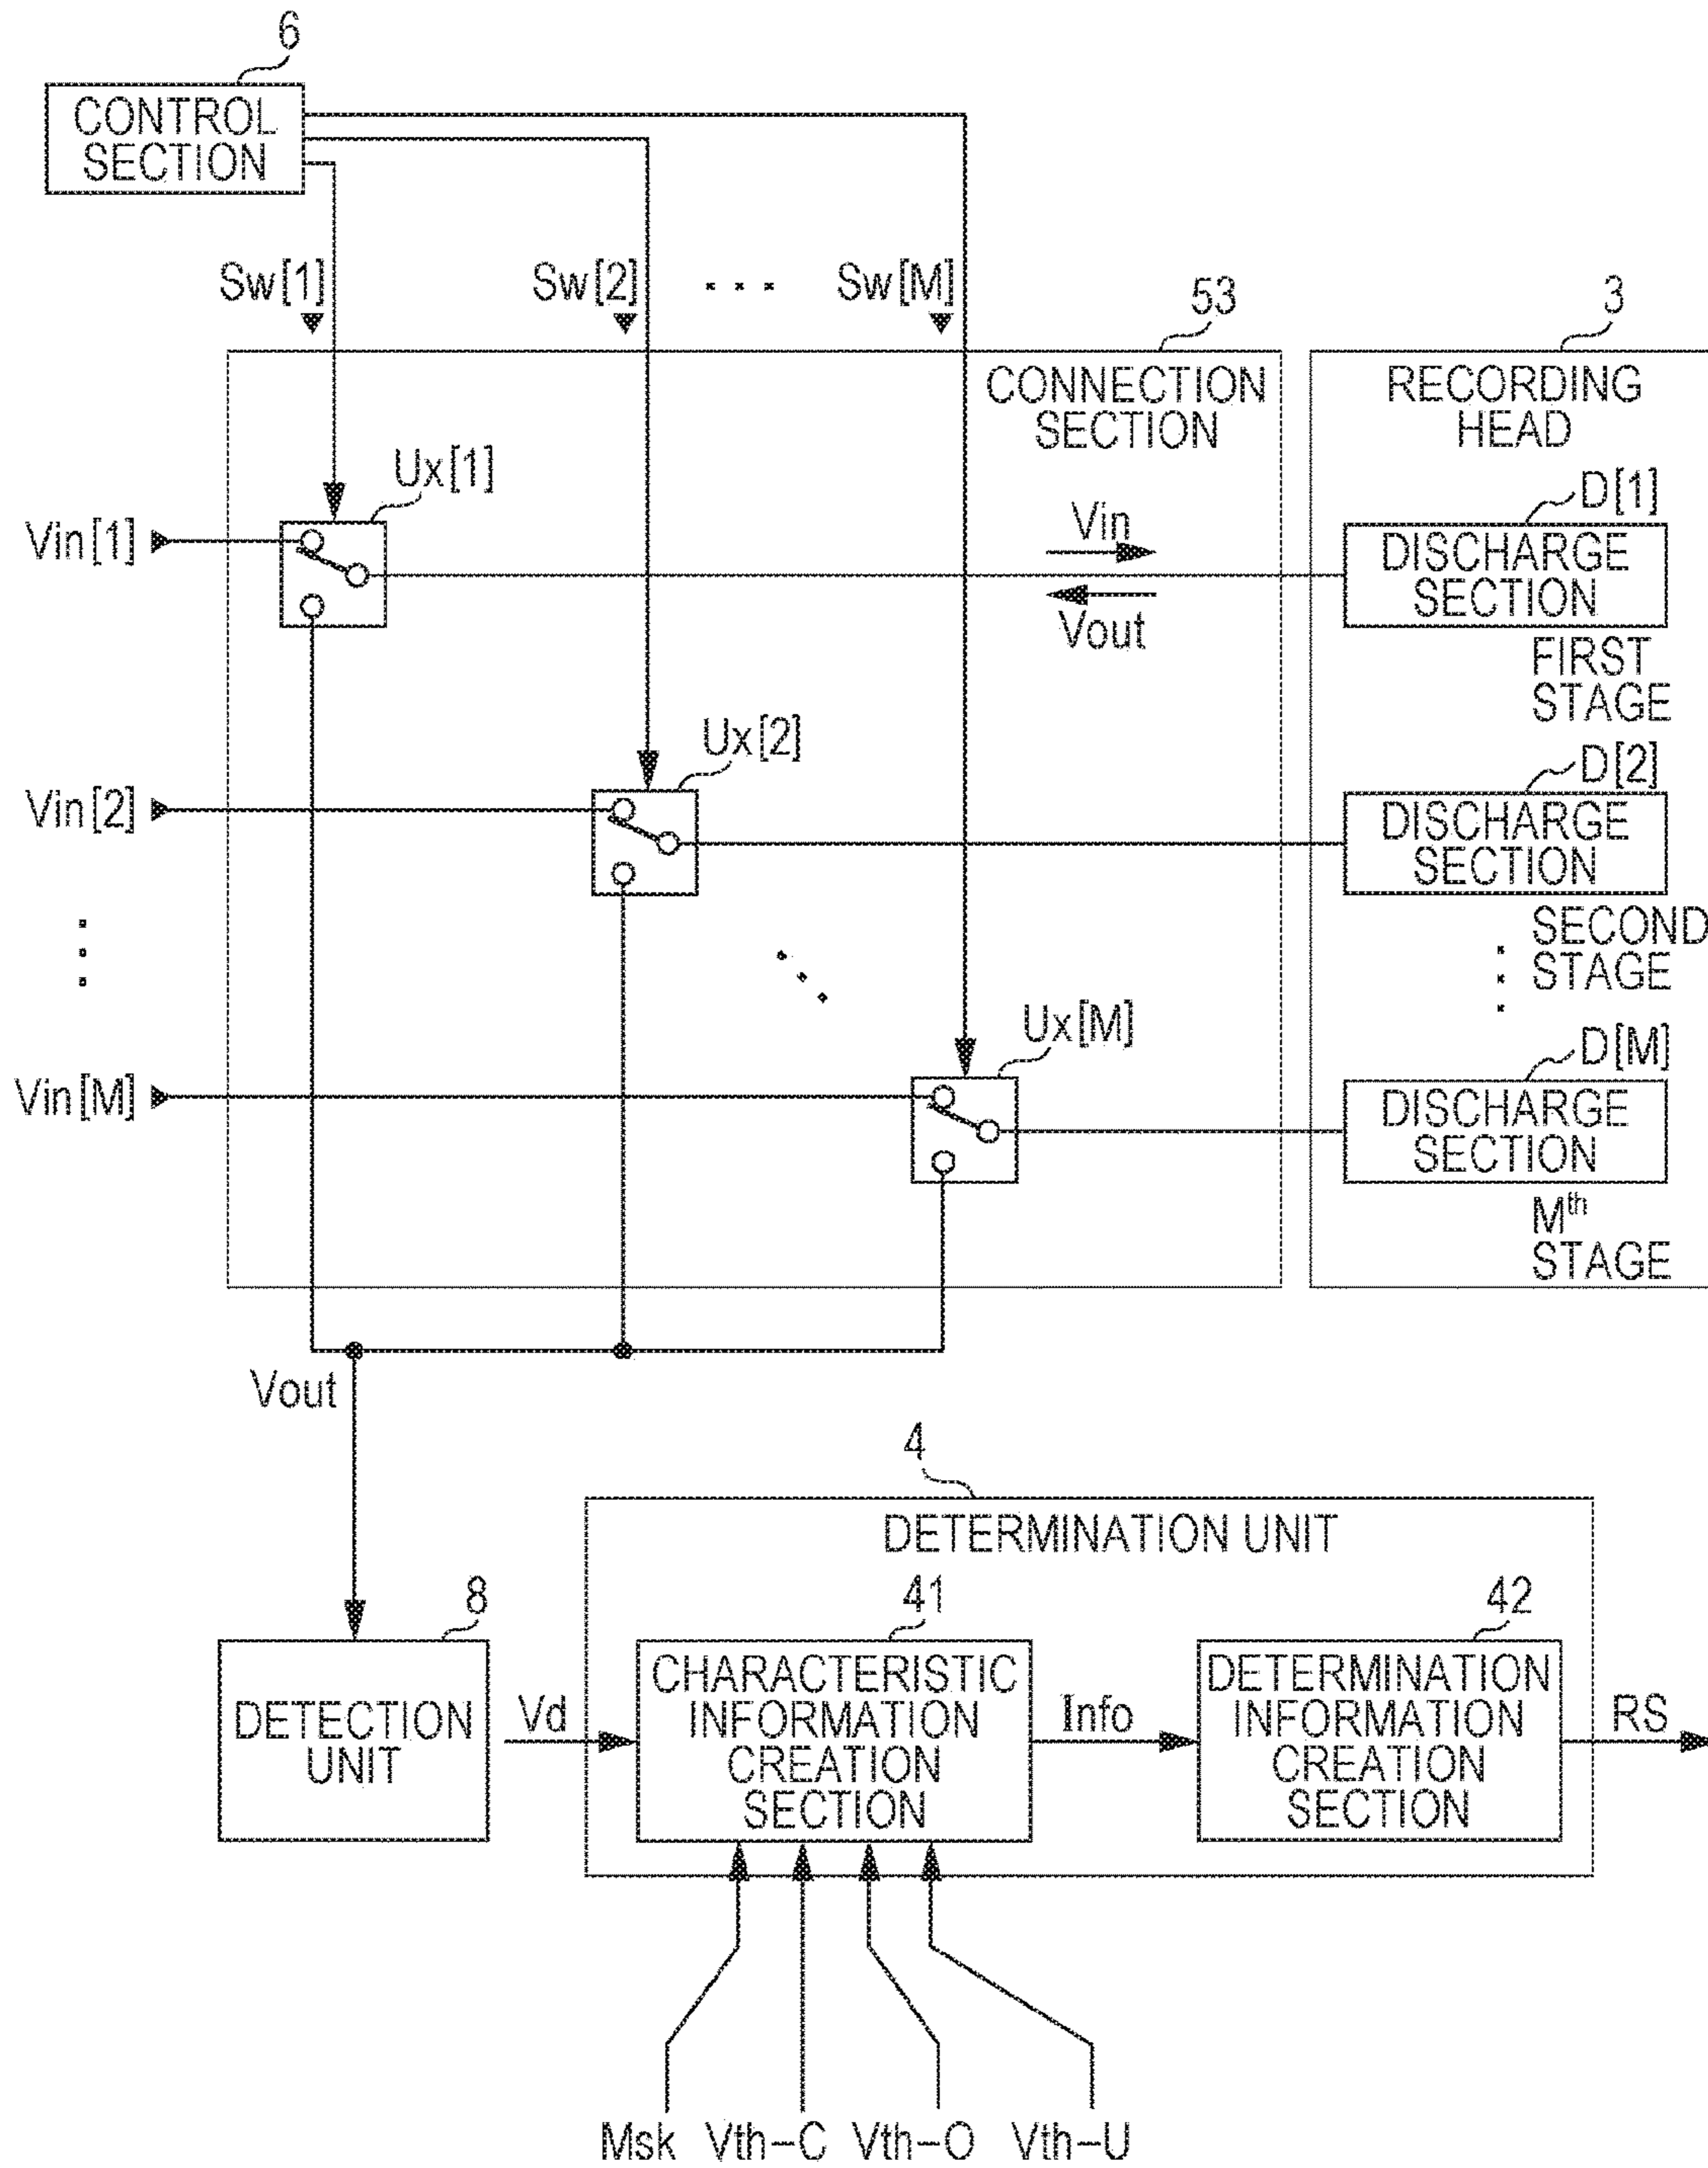 6
CONTROL
SECTION
Sw[1]
Sw[2]
. . .
Sw[M]
53
3
CONNECTION
SECTION
RECORDING
HEAD
Ux[1]
D[1]
Vin[1]
Vin
Vout
DISCHARGE
SECTION
FIRST
STAGE
Ux[2]
D[2]
Vin[2]
DISCHARGE
SECTION
SECOND
STAGE
Ux[M]
D[M]
Vin[M]
DISCHARGE
SECTION
Mth
STAGE
Vout
4
DETERMINATION UNIT
8
41
42
DETECTION
UNIT
Vd
CHARACTERISTIC
INFORMATION
CREATION
SECTION
Info
DETERMINATION
INFORMATION
CREATION
SECTION
RS
Msk
Vth-C
Vth-O
Vth-U